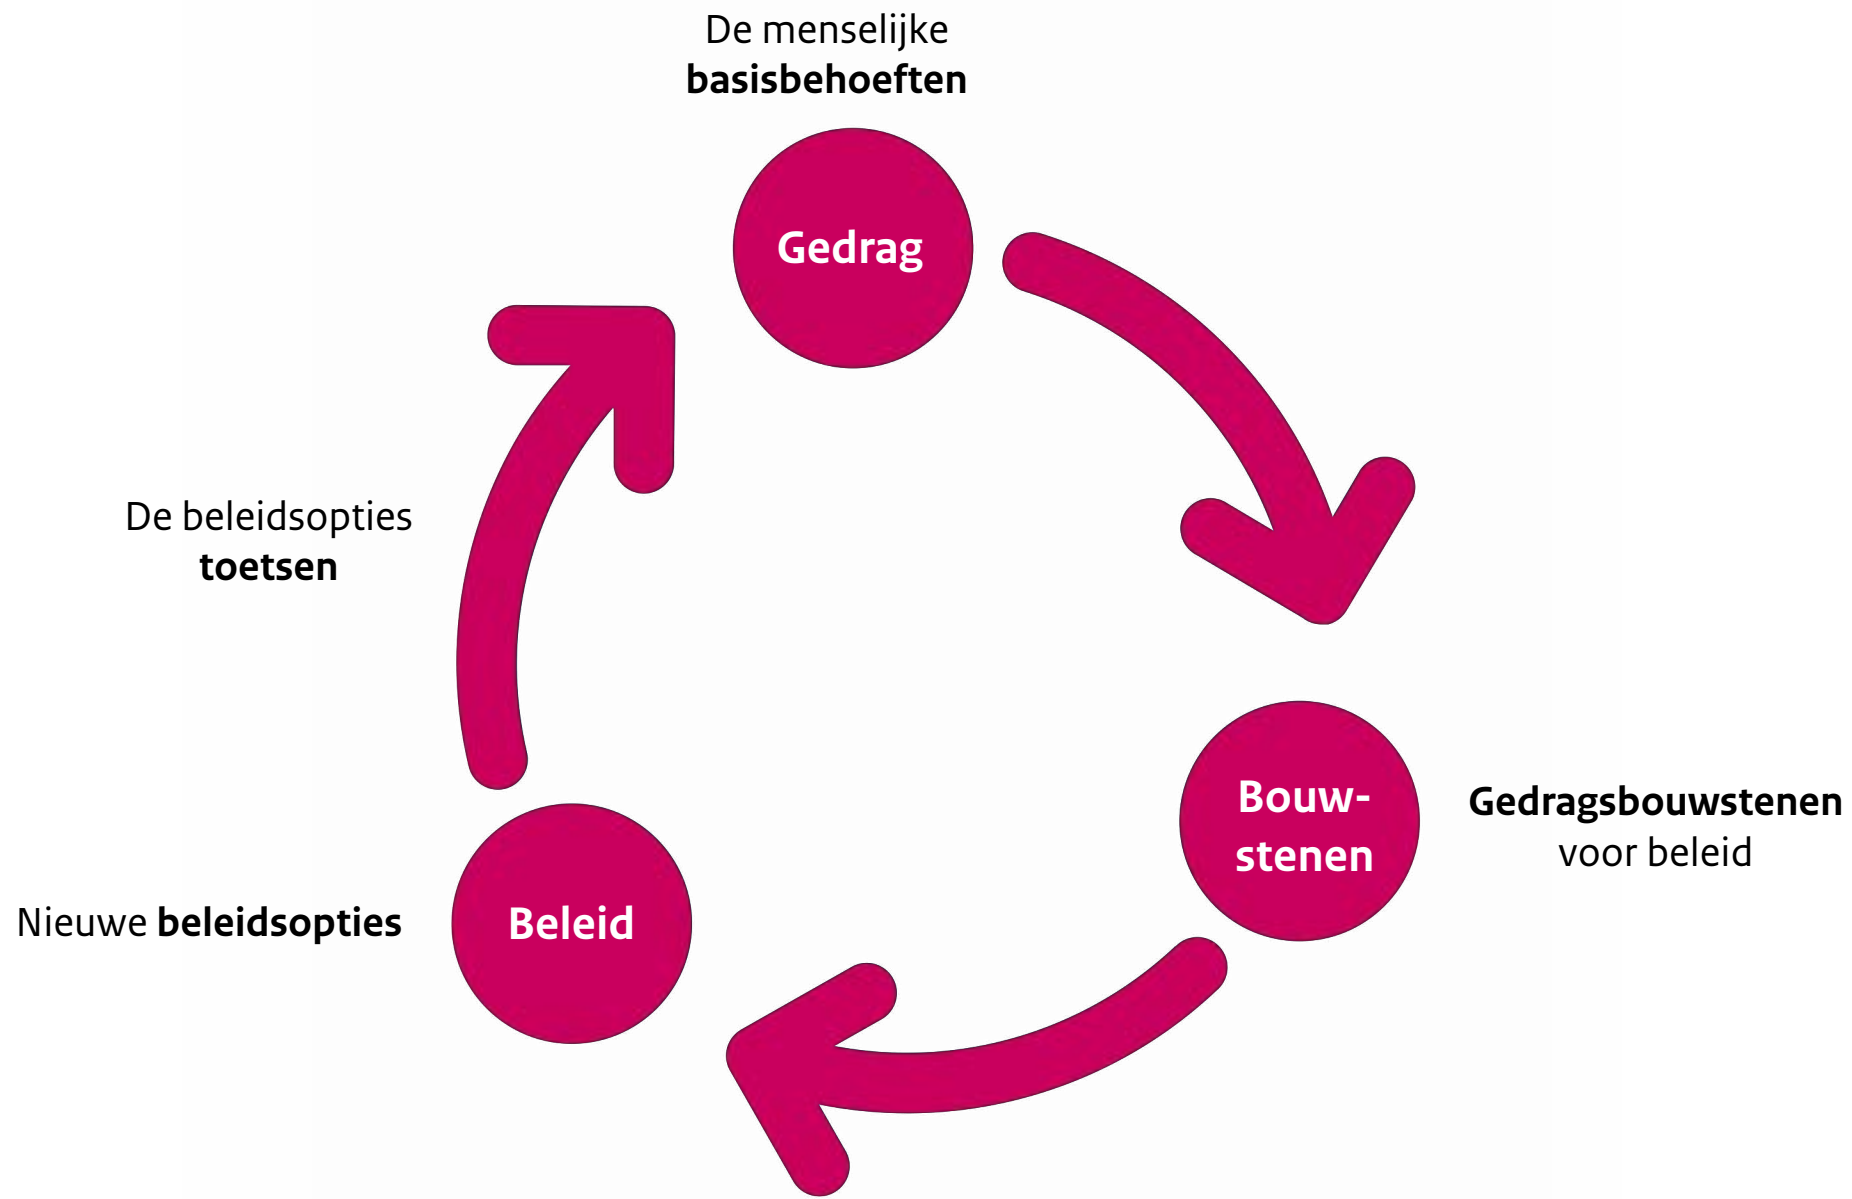 De menselijke
basisbehoeften
Gedrag
De beleidsopties
toetsen
Bouw-
stenen
Gedragsbouwstenen
voor beleid
Nieuwe beleidsopties
Beleid